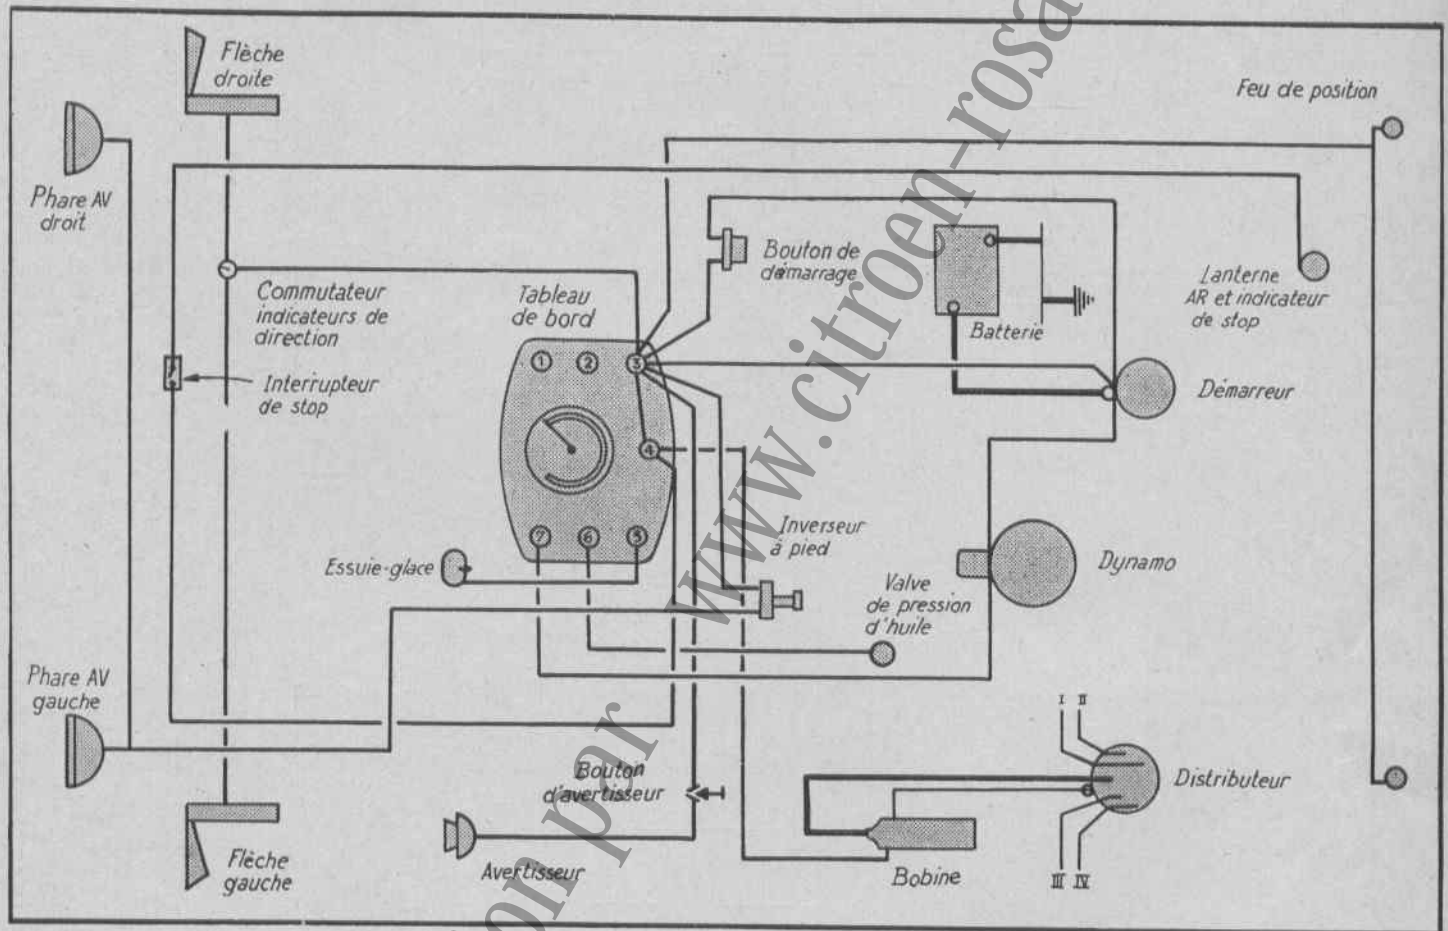 Flèche
droite
Feu de position
Phare AV
droit
Bouton de
démarrage
Commutateur
indicateurs de
direction
Tableau
de bord
Batterie
Lanterne
AR et indicateur
de stop
Interrupteur
de stop
1 2 3
4
7 6 5
Démarreur
Inverseur
à pied
Essuie-glace
Dynamo
Valve
de pression
d'huile
Phare AV
gauche
I II
Bouton
d'avertisseur
Distributeur
Flèche
gauche
Avertisseur
Bobine
III IV
on par www.citroen-rosa